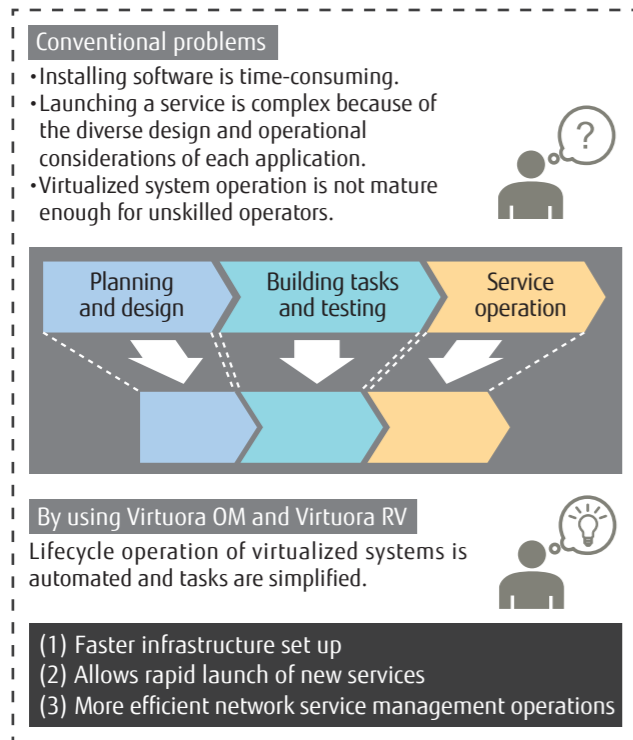 Conventional problems
・Installing software is time-consuming.
・Launching a service is complex because of
the diverse design and operational
considerations of each application.
・Virtualized system operation is not mature
enough for unskilled operators.
?
Planning
and design
Building tasks
and testing
Service
operation
By using Virtuora OM and Virtuora RV
Lifecycle operation of virtualized systems is
automated and tasks are simplified.
(1) Faster infrastructure set up
(2) Allows rapid launch of new services
(3) More efficient network service management operations